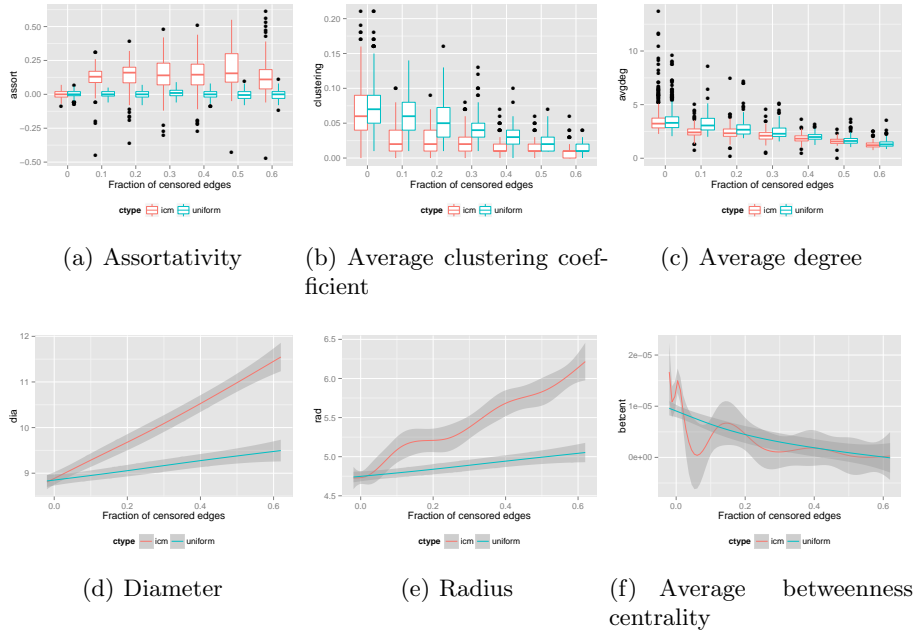 assort
0.50
0.25
0.00
−0.25
−0.50
0 0.1 0.2 0.3 0.4 0.5 0.6
Fraction of censored edges
ctype icm uniform
(a) Assortativity
clustering
0.20
0.15
0.10
0.05
0.00
0 0.1 0.2 0.3 0.4 0.5 0.6
Fraction of censored edges
ctype icm uniform
(b) Average clustering coef-
ficient
avgdeg
10
5
0
0 0.1 0.2 0.3 0.4 0.5 0.6
Fraction of censored edges
ctype icm uniform
(c) Average degree
dia
12
11
10
9
0.0 0.2 0.4 0.6
Fraction of censored edges
ctype icm uniform
(d) Diameter
rad
6.5
6.0
5.5
5.0
4.5
0.0 0.2 0.4 0.6
Fraction of censored edges
ctype icm uniform
(e) Radius
betcent
2e−05
1e−05
0e+00
0.0 0.2 0.4 0.6
Fraction of censored edges
ctype icm uniform
(f) Average betweenness
centrality